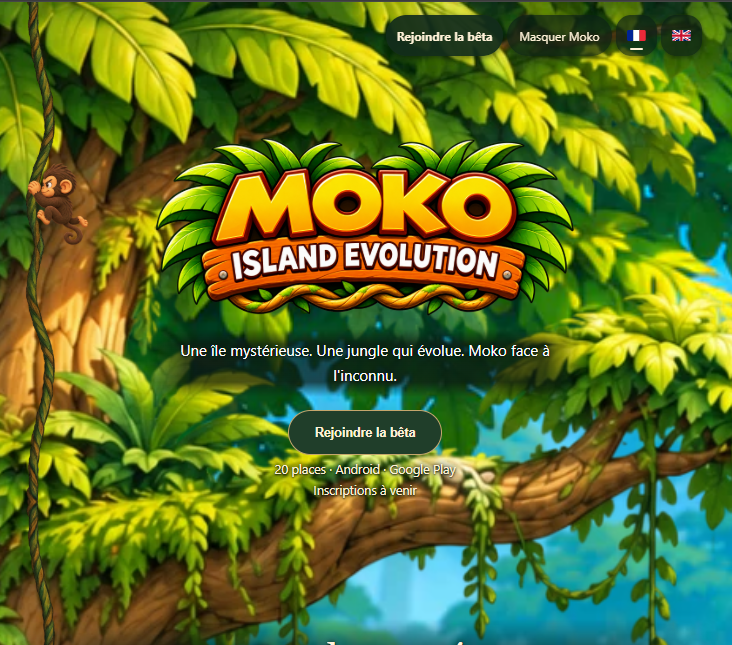 Rejoindre la bêta
Masquer Moko
MOKO
ISLAND EVOLUTION
Une île mystérieuse. Une jungle qui évolue. Moko face à
l'inconnu.
Rejoindre la bêta
20 places · Android · Google Play
Inscriptions à venir